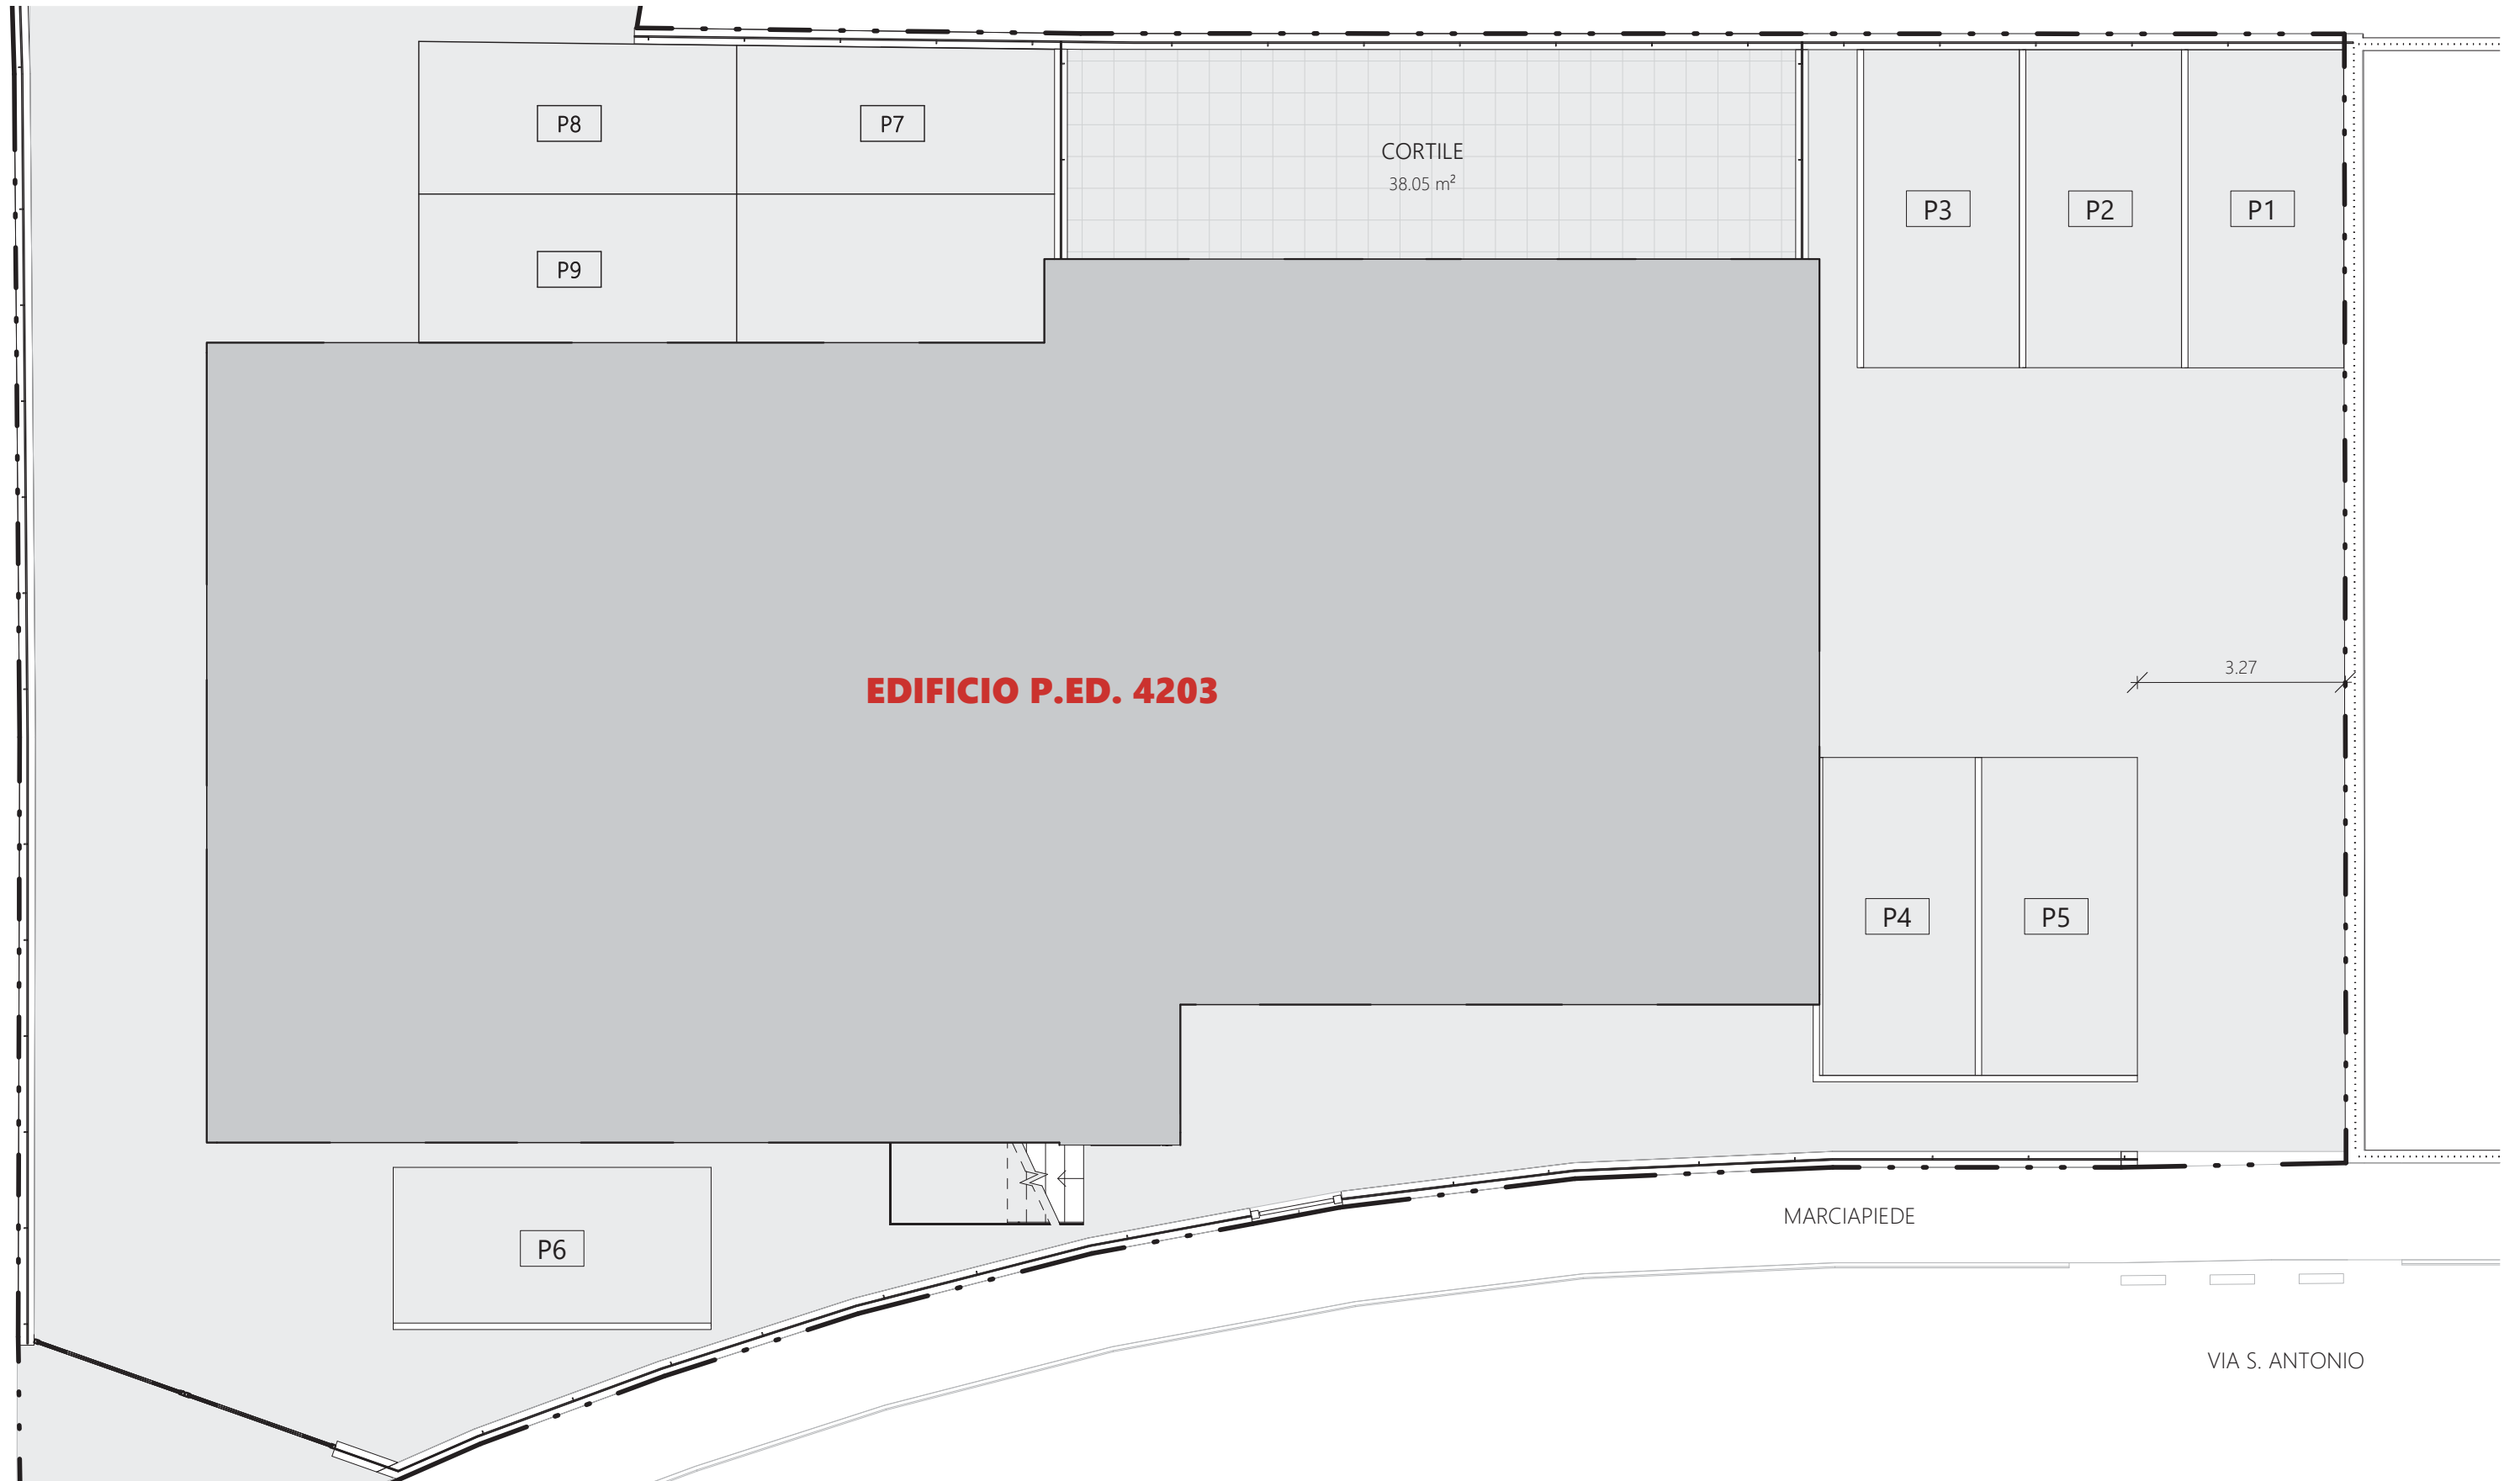 P8
P7
CORTILE
38.05 m²
P3
P2
P1
P9
3.27
EDIFICIO P.ED. 4203
P4
P5
MARCIAPIEDE
P6
VIA S. ANTONIO